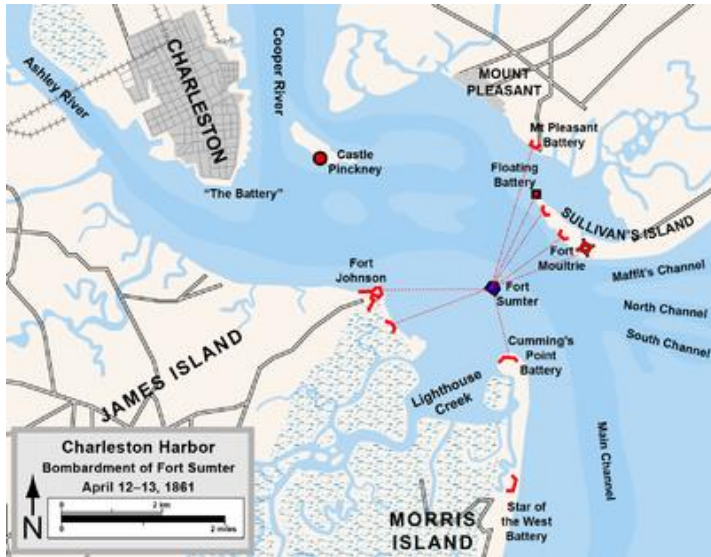 Ashley River
CHARLESTON
Cooper River
MOUNT
PLEASANT
Mt Pleasant
Battery
Castle
Pinckney
Floating
Battery
"The Battery"
SULLIVAN'S ISLAND
Fort
Moultrie
Fort
Johnson
Maffit's Channel
Fort
Sumter
North Channel
South Channel
Cumming's
Point
Battery
JAMES ISLAND
Lighthouse
Creek
Main Channel
Charleston Harbor
Bombardment of Fort Sumter
April 12–13, 1861
0 2 km
0 2 miles
N
Star of
the West
Battery
MORRIS
ISLAND